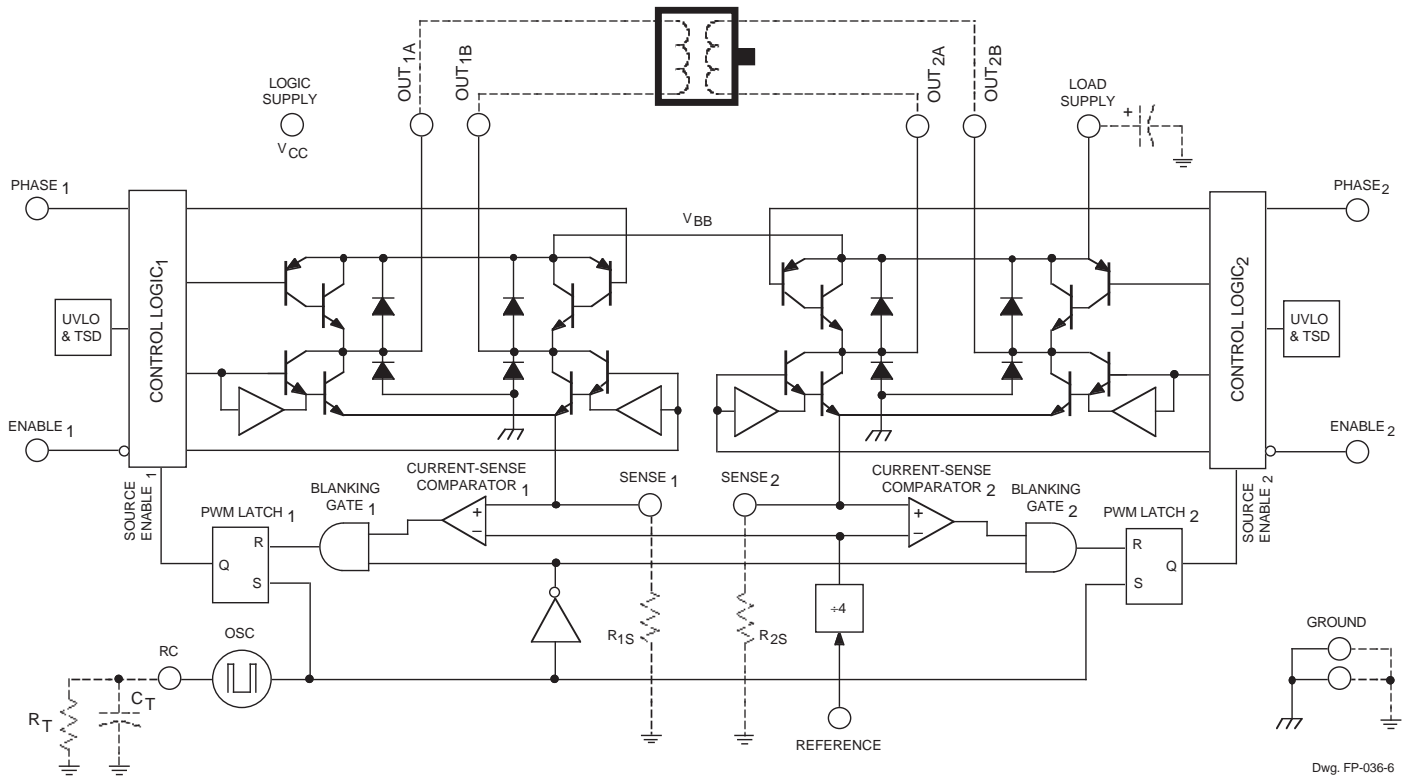 OUT1A
OUT1B
OUT2A
OUT2B
LOGIC
SUPPLY
VCC
LOAD
SUPPLY
+
PHASE 1
PHASE2
VBB
CONTROL LOGIC1
CONTROL LOGIC2
UVLO
& TSD
UVLO
& TSD
ENABLE 1
ENABLE 2
SOURCE
ENABLE 1
SOURCE
ENABLE 2
CURRENT-SENSE
COMPARATOR 1
SENSE 1
SENSE 2
CURRENT-SENSE
COMPARATOR 2
BLANKING
GATE 1
BLANKING
GATE 2
PWM LATCH 1
PWM LATCH 2
+
−
+
−
R
Q
S
R
Q
S
÷4
R1S
R2S
OSC
RC
RT
CT
REFERENCE
GROUND
Dwg. FP-036-6